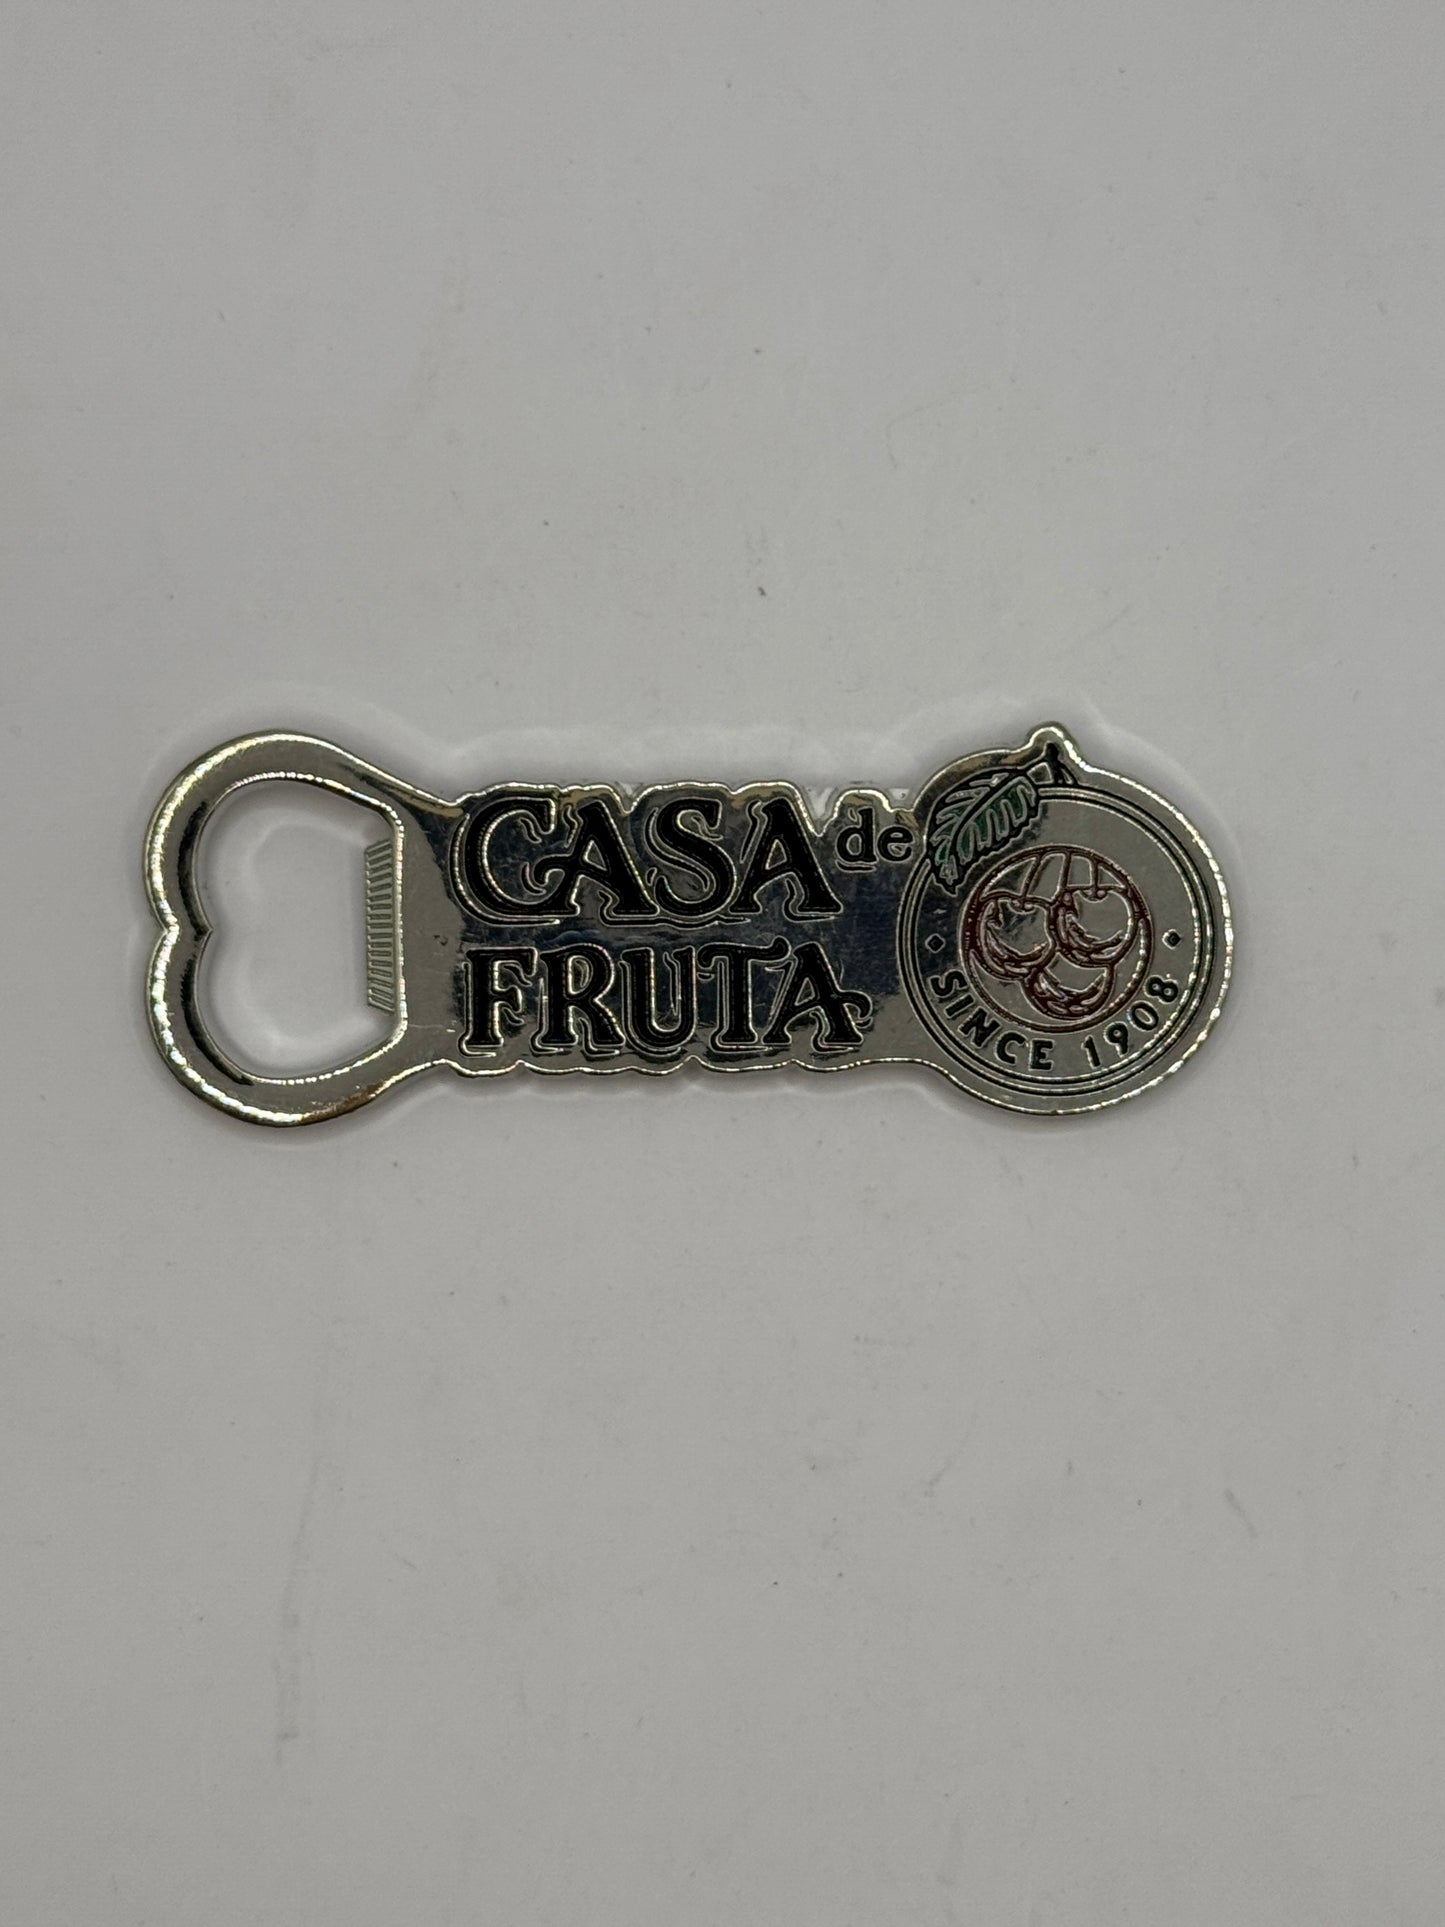 CASA de
FRUTA
SINCE 1908